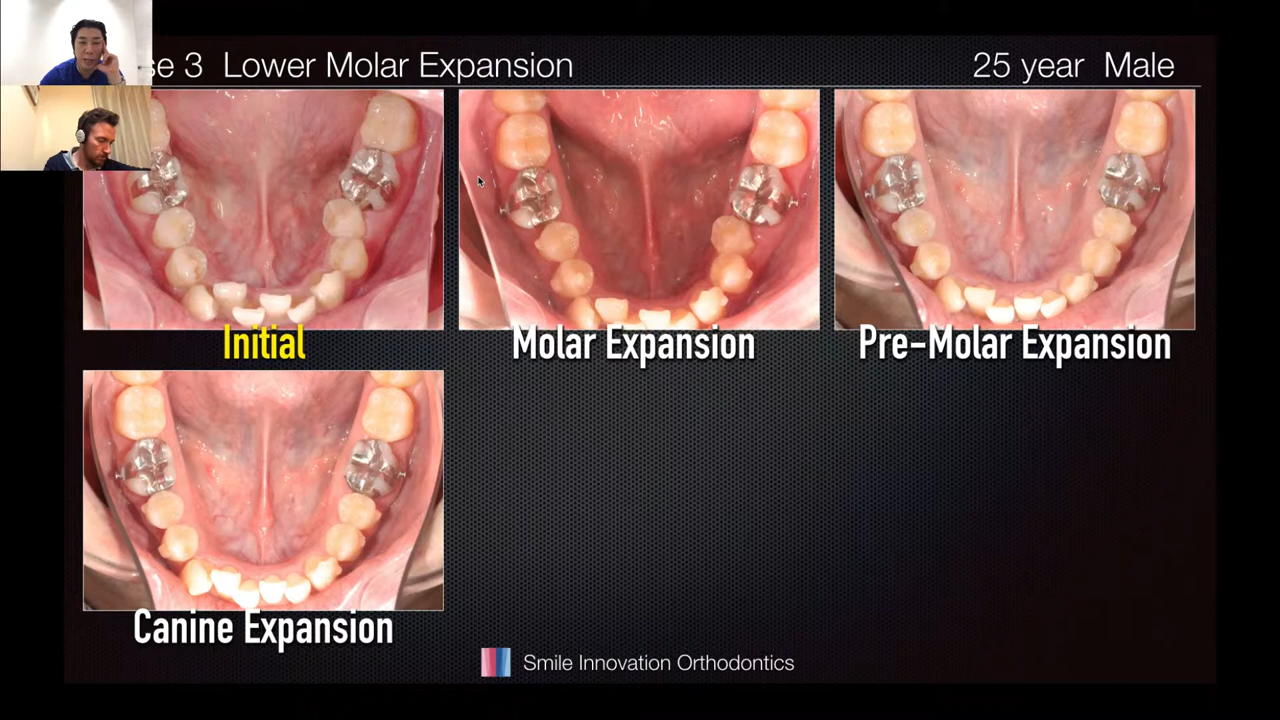 se 3 Lower Molar Expansion
25 year Male
Initial
Molar Expansion
Pre-Molar Expansion
Canine Expansion
Smile Innovation Orthodontics